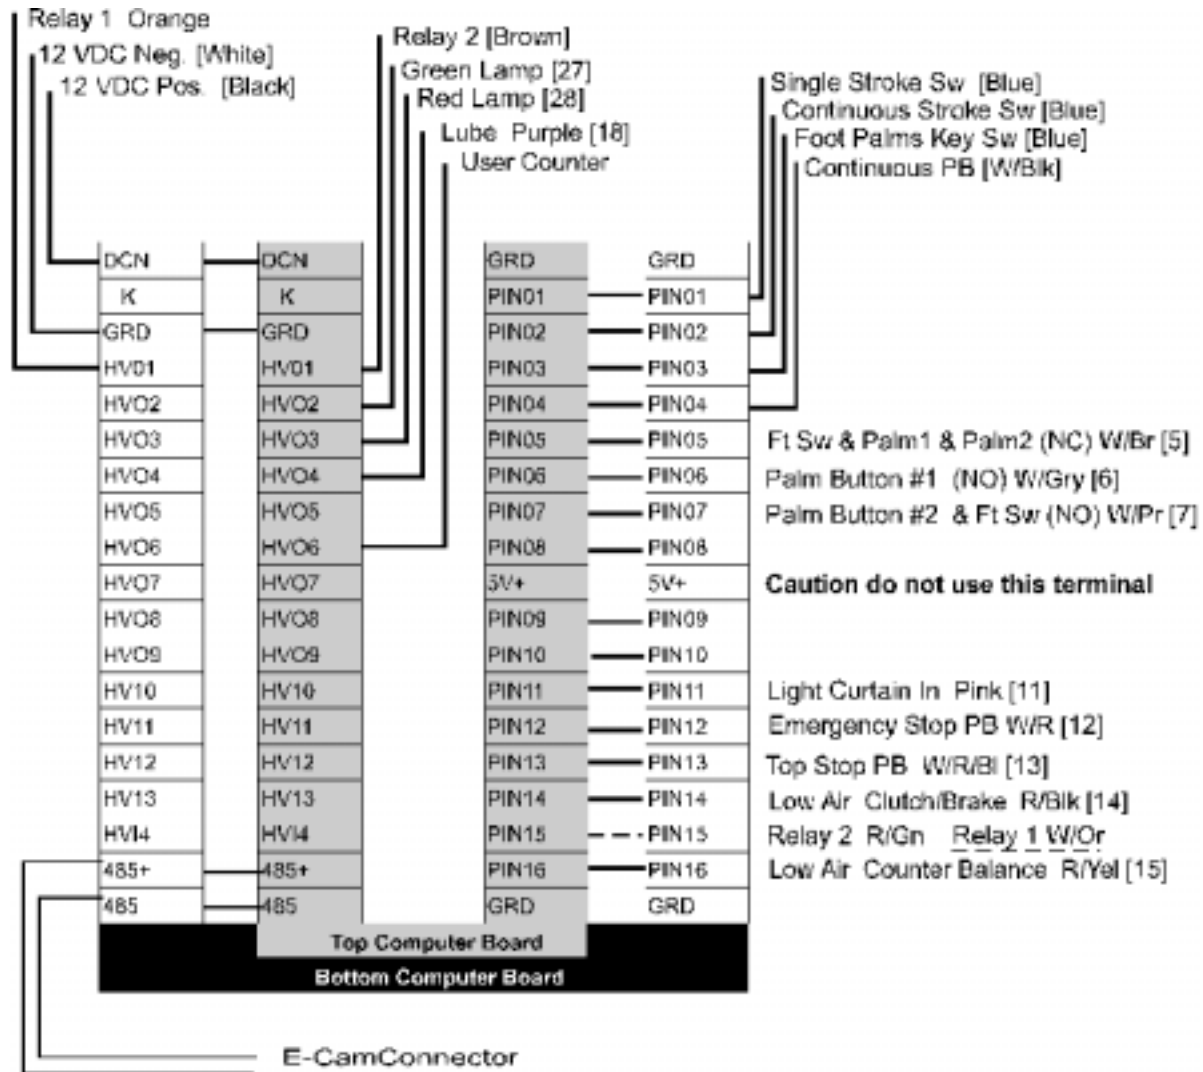 Relay 1 Orange
12 VDC Neg. [White]
12 VDC Pos. [Black]
Relay 2 [Brown]
Green Lamp [27]
Red Lamp [28]
Lube Purple [18]
User Counter
Single Stroke Sw [Blue]
Continuous Stroke Sw [Blue]
Foot Palms Key Sw [Blue]
Continuous PB [W/Blk]
DCN DCN GRD GRD
K K PIN01 PIN01
GRD GRD PIN02 PIN02
HV01 HV01 PIN03 PIN03
HVO2 HVO2 PIN04 PIN04
HVO3 HVO3 PIN05 PIN05 Ft Sw & Palm1 & Palm2 (NC) W/Br [5]
HVO4 HVO4 PIN06 PIN06 Palm Button #1 (NO) W/Gry [6]
HVO5 HVO5 PIN07 PIN07 Palm Button #2 & Ft Sw (NO) W/Pr [7]
HVO6 HVO6 PIN08 PIN08
HVO7 HVO7 5V+ 5V+ Caution do not use this terminal
HVO8 HVO8 PIN09 PIN09
HVO9 HVO9 PIN10 PIN10
HV10 HV10 PIN11 PIN11 Light Curtain In Pink [11]
HV11 HV11 PIN12 PIN12 Emergency Stop PB W/R [12]
HV12 HV12 PIN13 PIN13 Top Stop PB W/R/Bl [13]
HV13 HV13 PIN14 PIN14 Low Air Clutch/Brake R/Blk [14]
HVI4 HVI4 PIN15 PIN15 Relay 2 R/Gn Relay 1 W/Or
485+ 485+ PIN16 PIN16 Low Air Counter Balance R/Yel [15]
485 485 GRD GRD
Top Computer Board
Bottom Computer Board
E-CamConnector